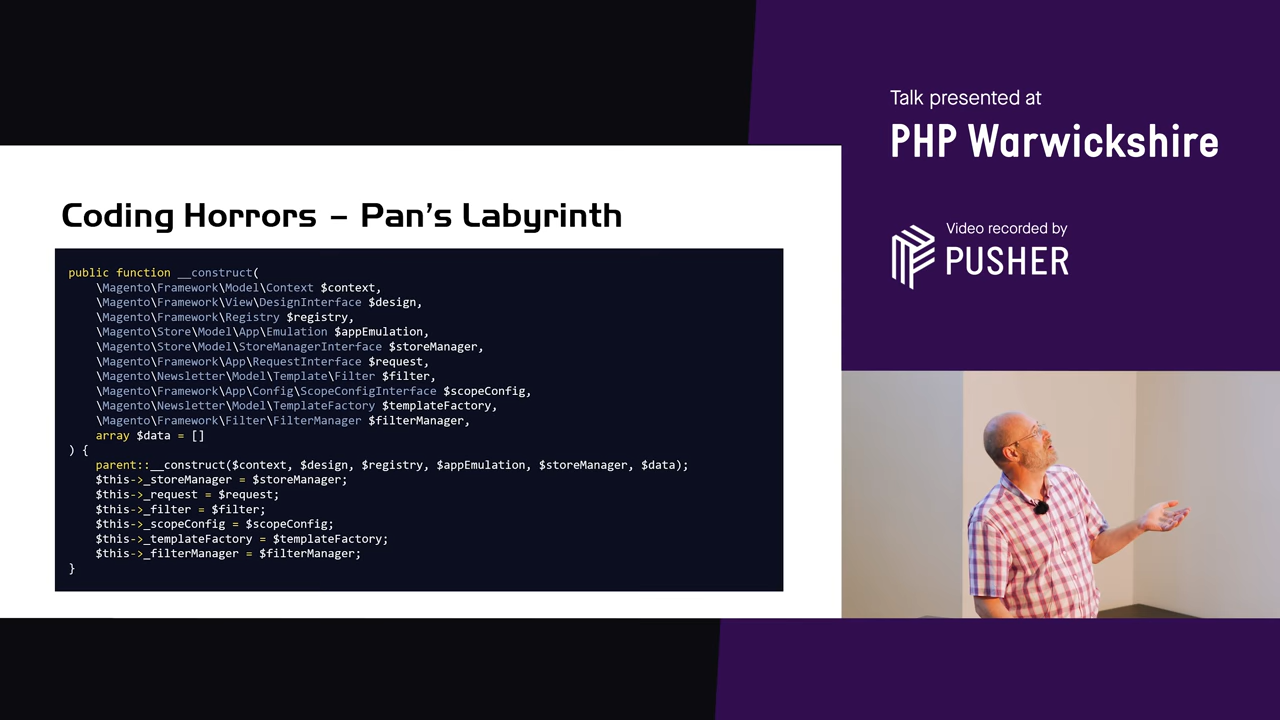 Coding Horrors – Pan's Labyrinth
public function __construct(
    \Magento\Framework\Model\Context $context,
    \Magento\Framework\View\DesignInterface $design,
    \Magento\Framework\Registry $registry,
    \Magento\Store\Model\App\Emulation $appEmulation,
    \Magento\Store\Model\StoreManagerInterface $storeManager,
    \Magento\Framework\App\RequestInterface $request,
    \Magento\Newsletter\Model\Template\Filter $filter,
    \Magento\Framework\App\Config\ScopeConfigInterface $scopeConfig,
    \Magento\Newsletter\Model\TemplateFactory $templateFactory,
    \Magento\Framework\Filter\FilterManager $filterManager,
    array $data = []
) {
    parent::__construct($context, $design, $registry, $appEmulation, $storeManager, $data);
    $this->_storeManager = $storeManager;
    $this->_request = $request;
    $this->_filter = $filter;
    $this->_scopeConfig = $scopeConfig;
    $this->_templateFactory = $templateFactory;
    $this->_filterManager = $filterManager;
}
Talk presented at
PHP Warwickshire
Video recorded by
PUSHER